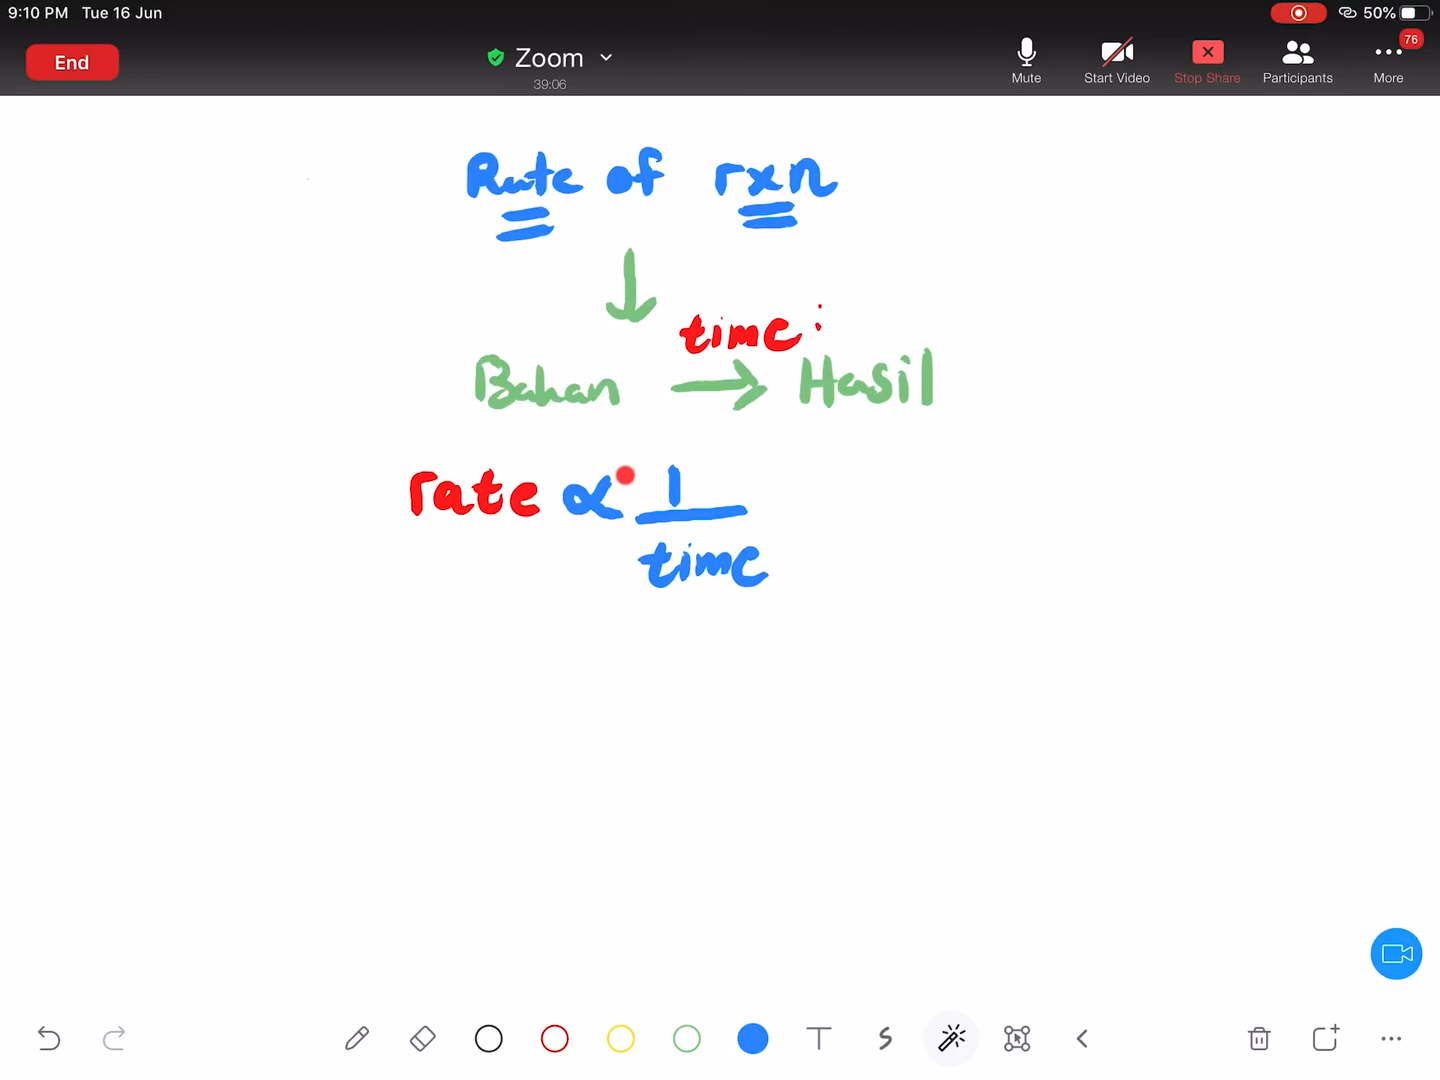 9:10 PM Tue 16 Jun
50%
End
Zoom
39:06
Mute
Start Video
Stop Share
Participants
76
More
Rate of rxn
time:
Bahan → Hasil
rate ∝ 1
time
T